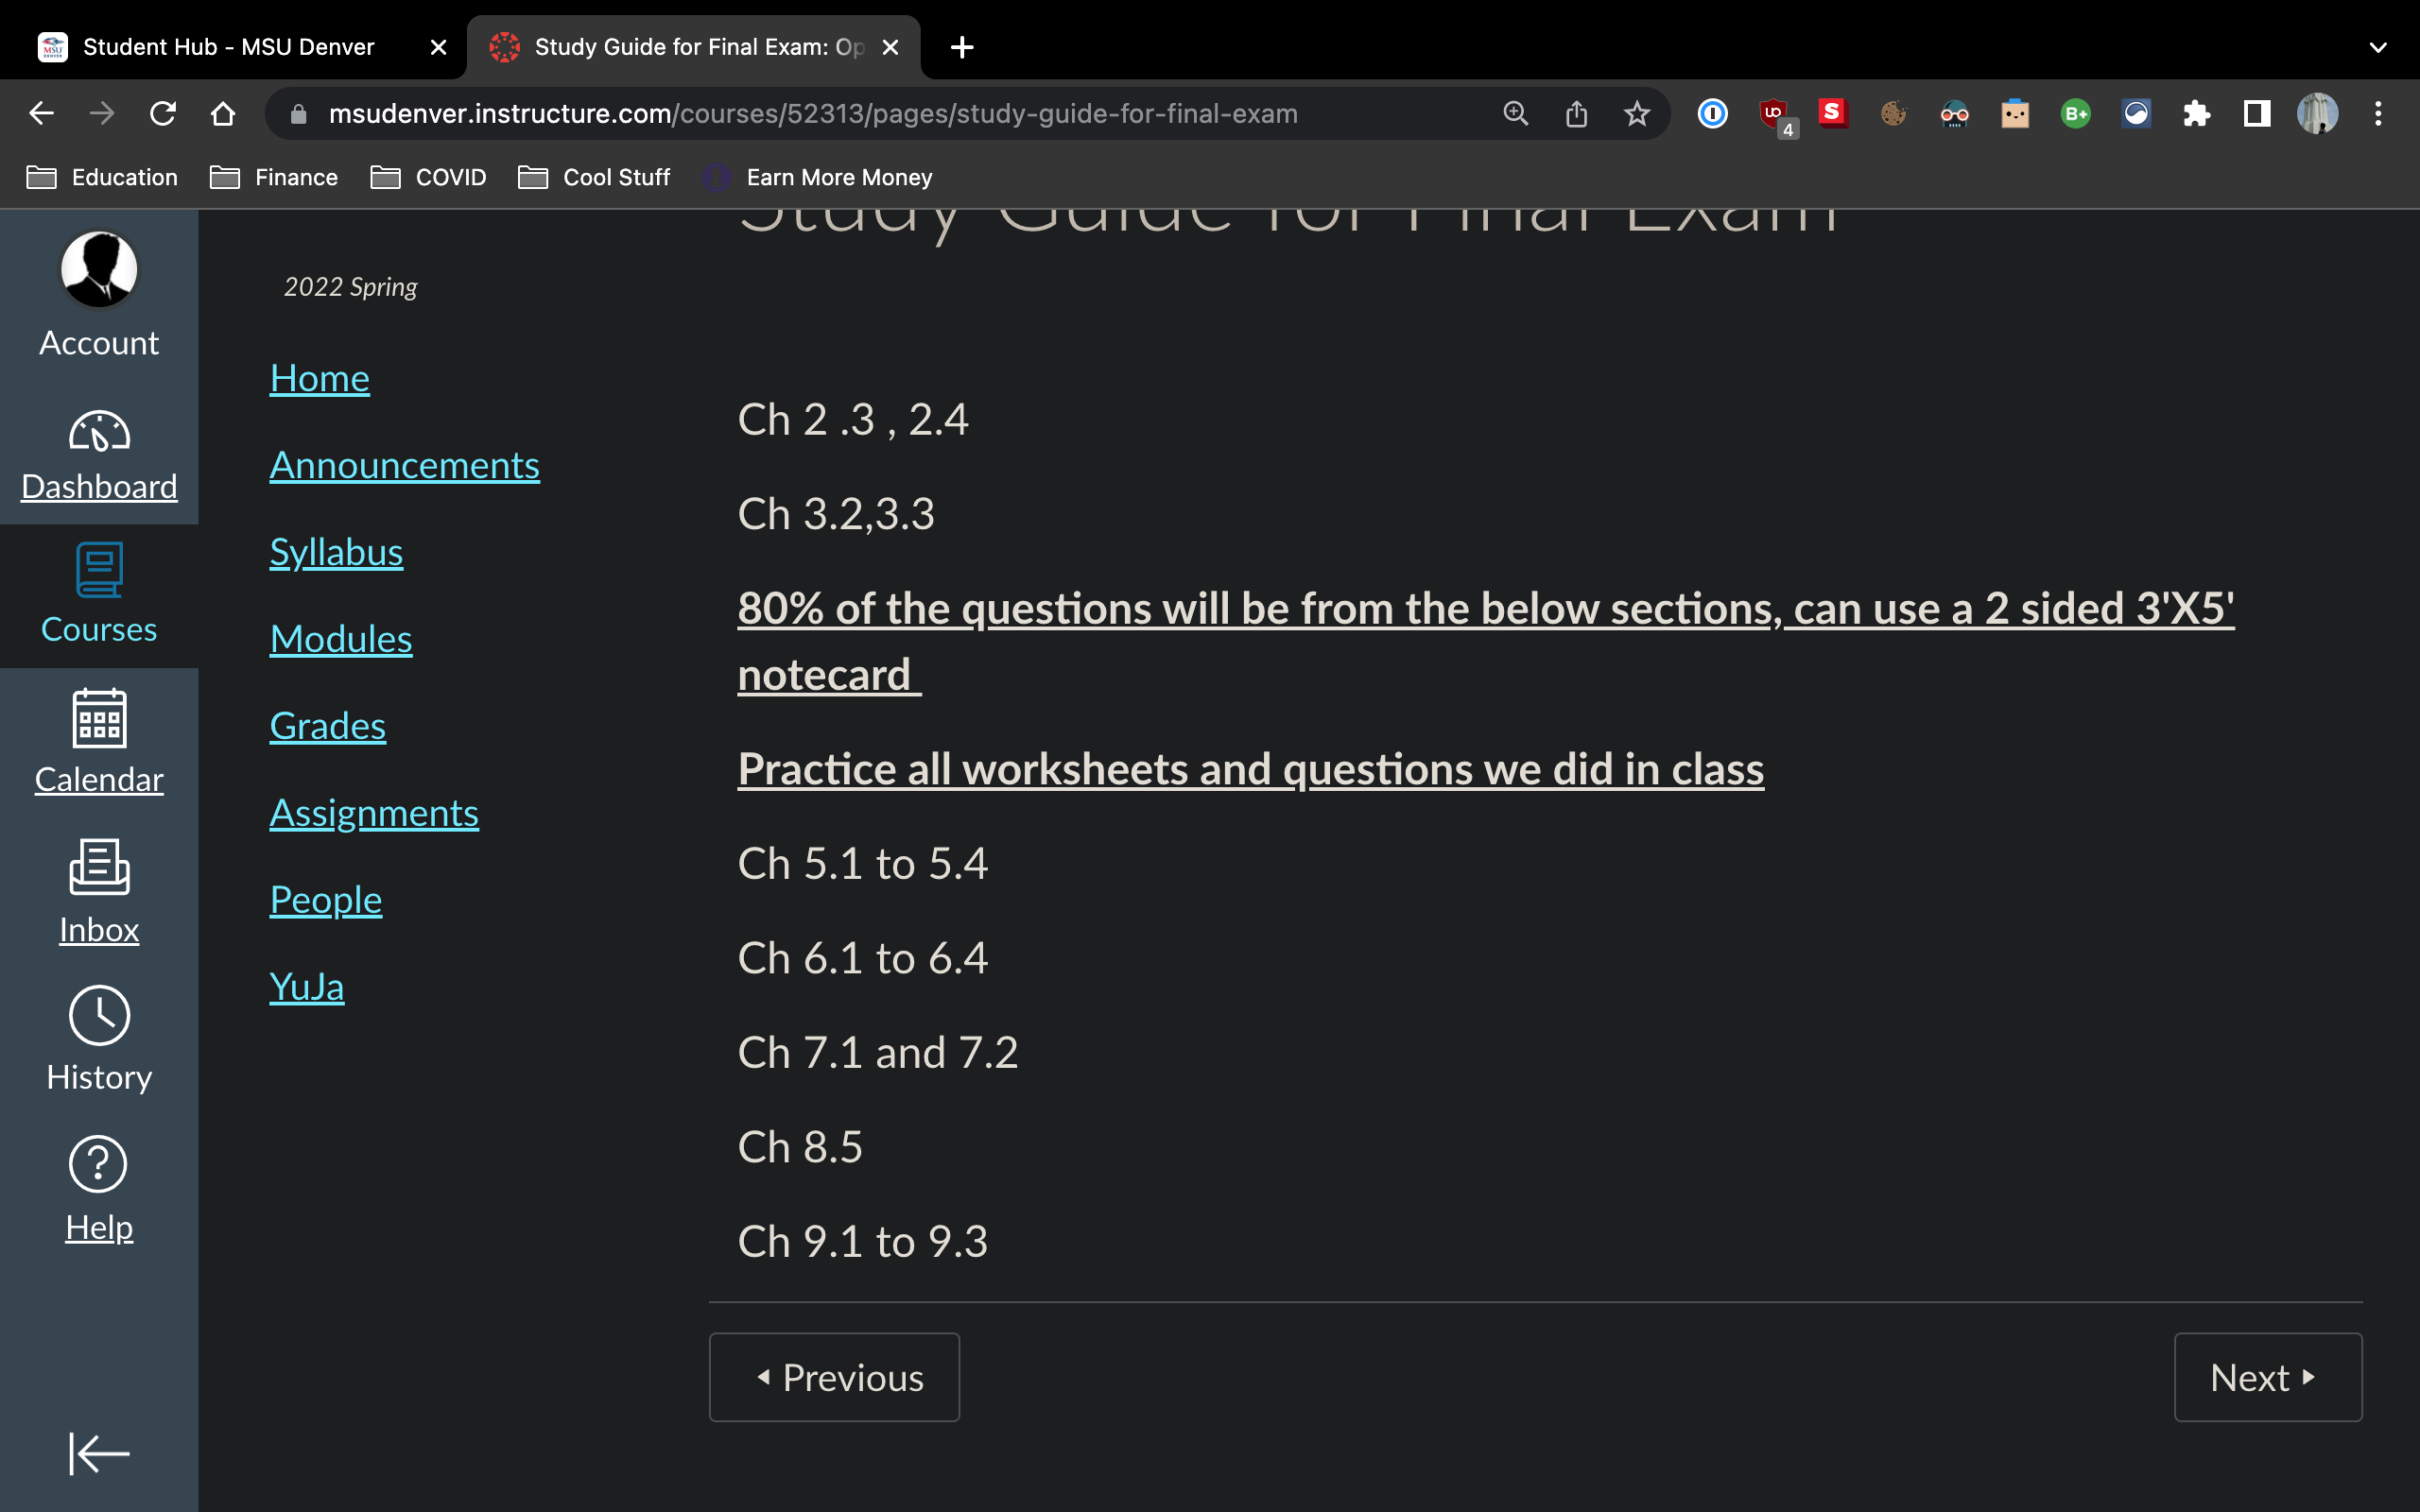 Student Hub - MSU Denver
Study Guide for Final Exam: Op
msudenver.instructure.com/courses/52313/pages/study-guide-for-final-exam
4
Education
Finance
COVID
Cool Stuff
Earn More Money
Study Guide for Final Exam
2022 Spring
Account
Dashboard
Courses
Calendar
Inbox
History
Help
Home
Announcements
Syllabus
Modules
Grades
Assignments
People
YuJa
Ch 2 .3 , 2.4
Ch 3.2,3.3
80% of the questions will be from the below sections, can use a 2 sided 3'X5'
notecard
Practice all worksheets and questions we did in class
Ch 5.1 to 5.4
Ch 6.1 to 6.4
Ch 7.1 and 7.2
Ch 8.5
Ch 9.1 to 9.3
Previous
Next